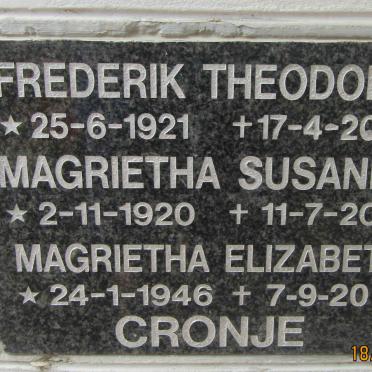 FREDERIK THEODOR
★ 25-6-1921 +17-4-20
MAGRIETHA SUSAN
★ 2-11-1920 + 11-7-20
MAGRIETHA ELIZABET
★ 24-1-1946 + 7-9-20
CRONJE
18